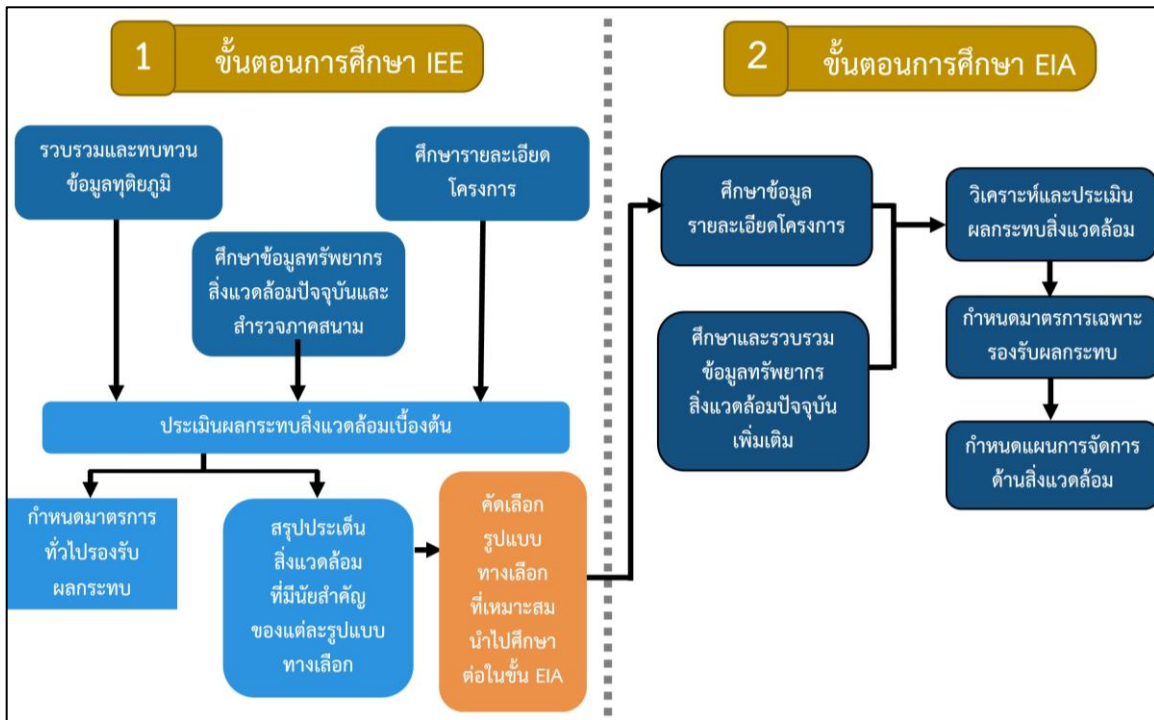 1
ขั้นตอนการศึกษา IEE
รวบรวมและทบทวน
ข้อมูลทุติยภูมิ
ศึกษารายละเอียด
โครงการ
ศึกษาข้อมูลทรัพยากร
สิ่งแวดล้อมปัจจุบันและ
สำรวจภาคสนาม
ประเมินผลกระทบสิ่งแวดล้อมเบื้องต้น
กำหนดมาตรการ
ทั่วไปรองรับ
ผลกระทบ
สรุปประเด็น
สิ่งแวดล้อม
ที่มีนัยสำคัญ
ของแต่ละรูปแบบ
ทางเลือก
คัดเลือก
รูปแบบ
ทางเลือก
ที่เหมาะสม
นำไปศึกษา
ต่อในขั้น EIA
2
ขั้นตอนการศึกษา EIA
ศึกษาข้อมูล
รายละเอียดโครงการ
ศึกษาและรวบรวม
ข้อมูลทรัพยากร
สิ่งแวดล้อมปัจจุบัน
เพิ่มเติม
วิเคราะห์และประเมิน
ผลกระทบสิ่งแวดล้อม
กำหนดมาตรการเฉพาะ
รองรับผลกระทบ
กำหนดแผนการจัดการ
ด้านสิ่งแวดล้อม